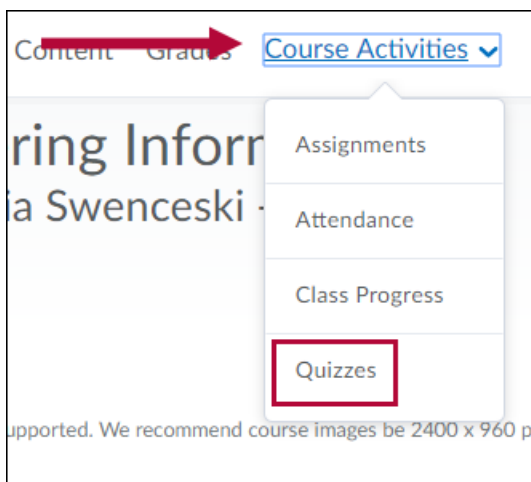 Content Grades Course Activities
ring Inforr
ia Swenceski -
Assignments
Attendance
Class Progress
Quizzes
upported. We recommend course images be 2400 x 960 p